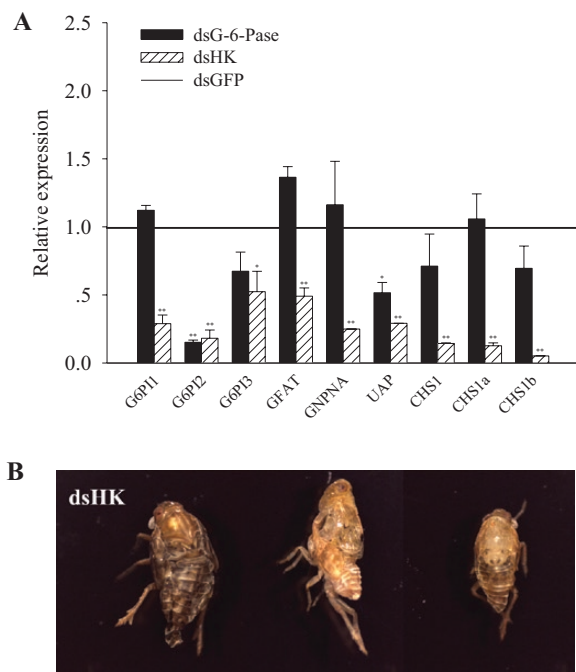 A
2.5
2.0
1.5
1.0
.5
0.0
Relative expression
dsG-6-Pase
dsHK
dsGFP
**
**
**
*
**
**
*
**
**
**
**
G6PI1
G6PI2
G6PI3
GFAT
GNPNA
UAP
CHS1
CHS1a
CHS1b
B
dsHK